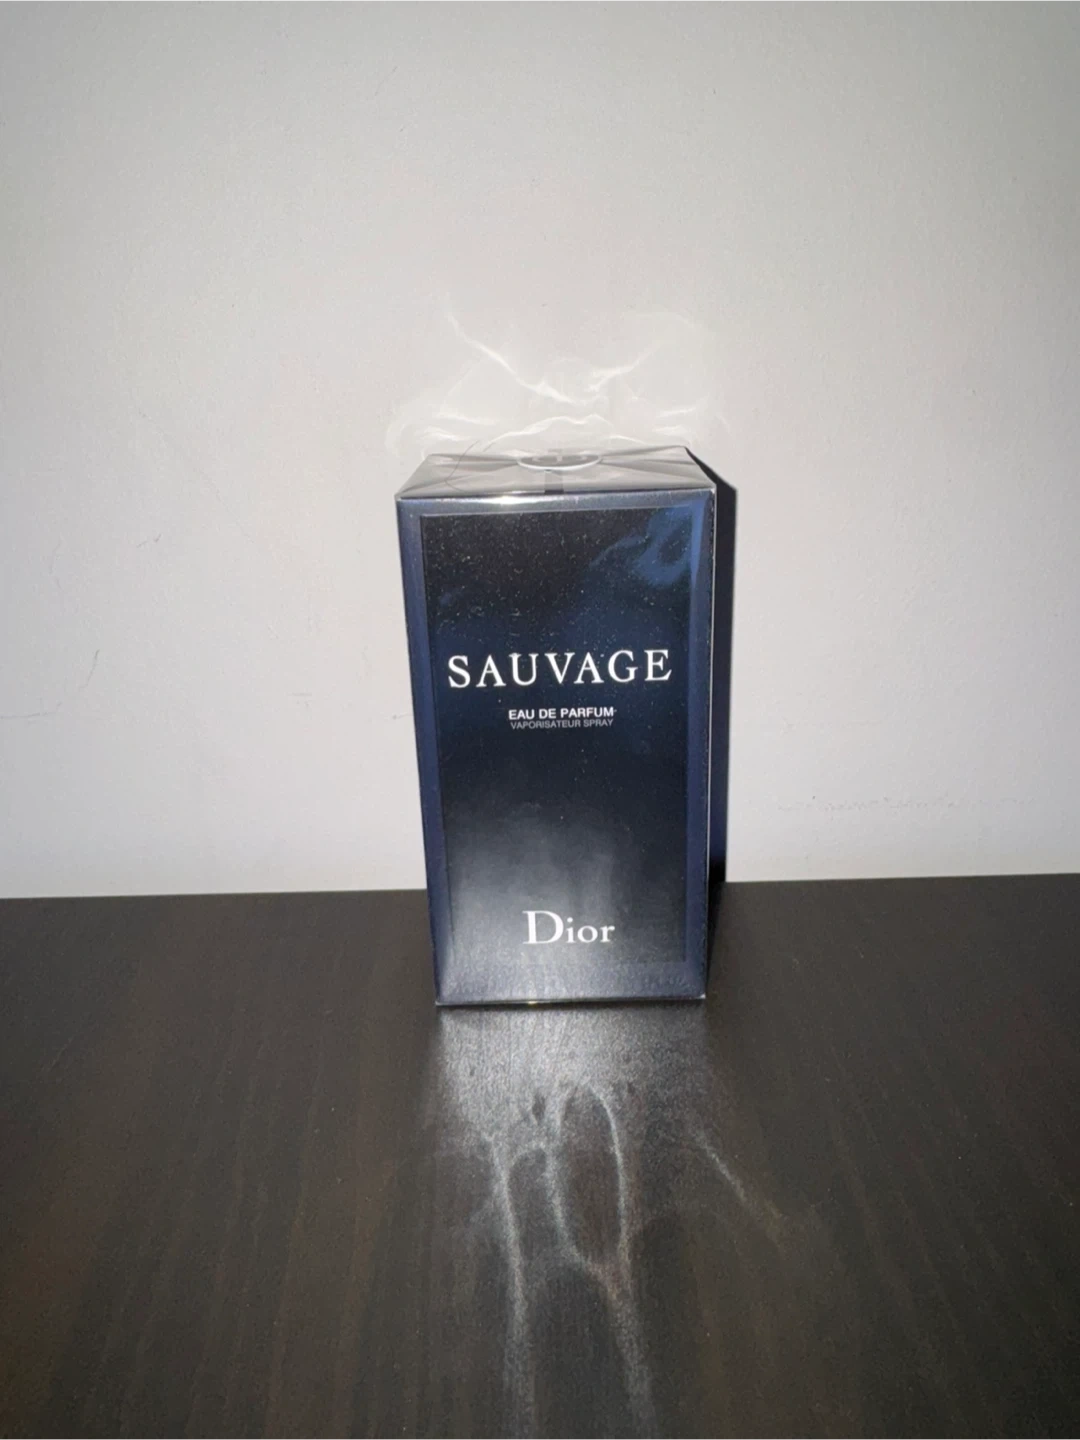 SAUVAGE
EAU DE PARFUM
VAPORISATEUR SPRAY
Dior